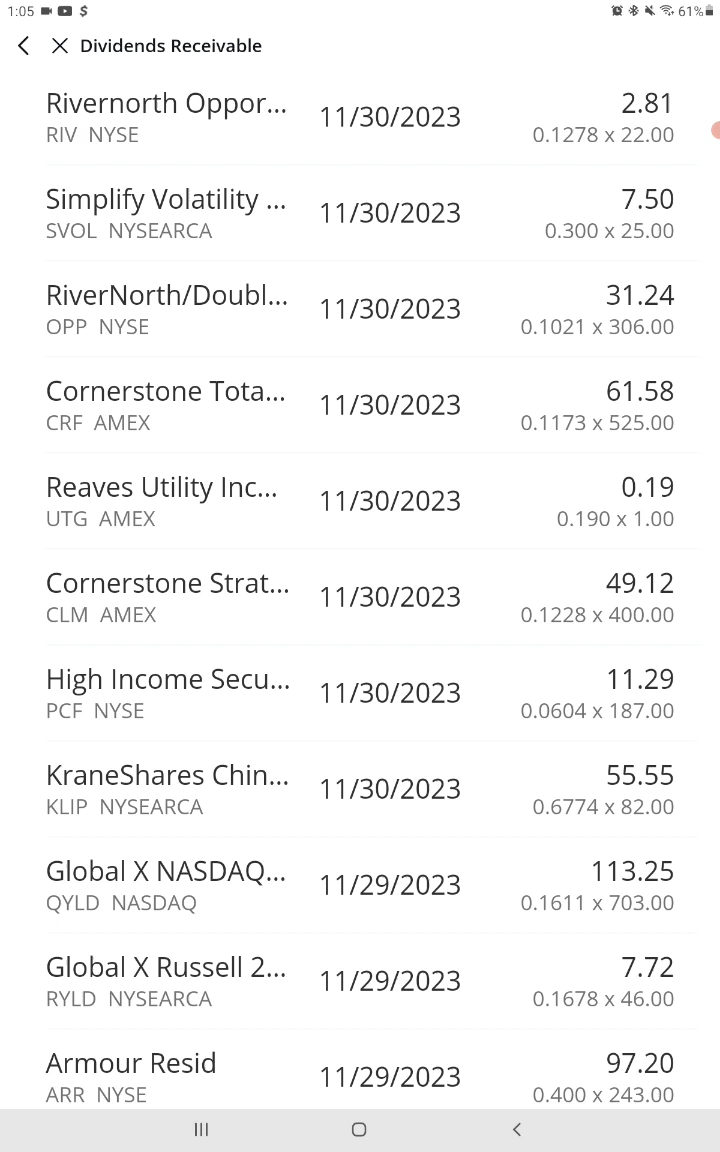 1:05 $ 61%
Dividends Receivable
Rivernorth Oppor... 11/30/2023 2.81
RIV NYSE 0.1278 x 22.00
Simplify Volatility ... 11/30/2023 7.50
SVOL NYSEARCA 0.300 x 25.00
RiverNorth/Doubl... 11/30/2023 31.24
OPP NYSE 0.1021 x 306.00
Cornerstone Tota... 11/30/2023 61.58
CRF AMEX 0.1173 x 525.00
Reaves Utility Inc... 11/30/2023 0.19
UTG AMEX 0.190 x 1.00
Cornerstone Strat... 11/30/2023 49.12
CLM AMEX 0.1228 x 400.00
High Income Secu... 11/30/2023 11.29
PCF NYSE 0.0604 x 187.00
KraneShares Chin... 11/30/2023 55.55
KLIP NYSEARCA 0.6774 x 82.00
Global X NASDAQ... 11/29/2023 113.25
QYLD NASDAQ 0.1611 x 703.00
Global X Russell 2... 11/29/2023 7.72
RYLD NYSEARCA 0.1678 x 46.00
Armour Resid 11/29/2023 97.20
ARR NYSE 0.400 x 243.00